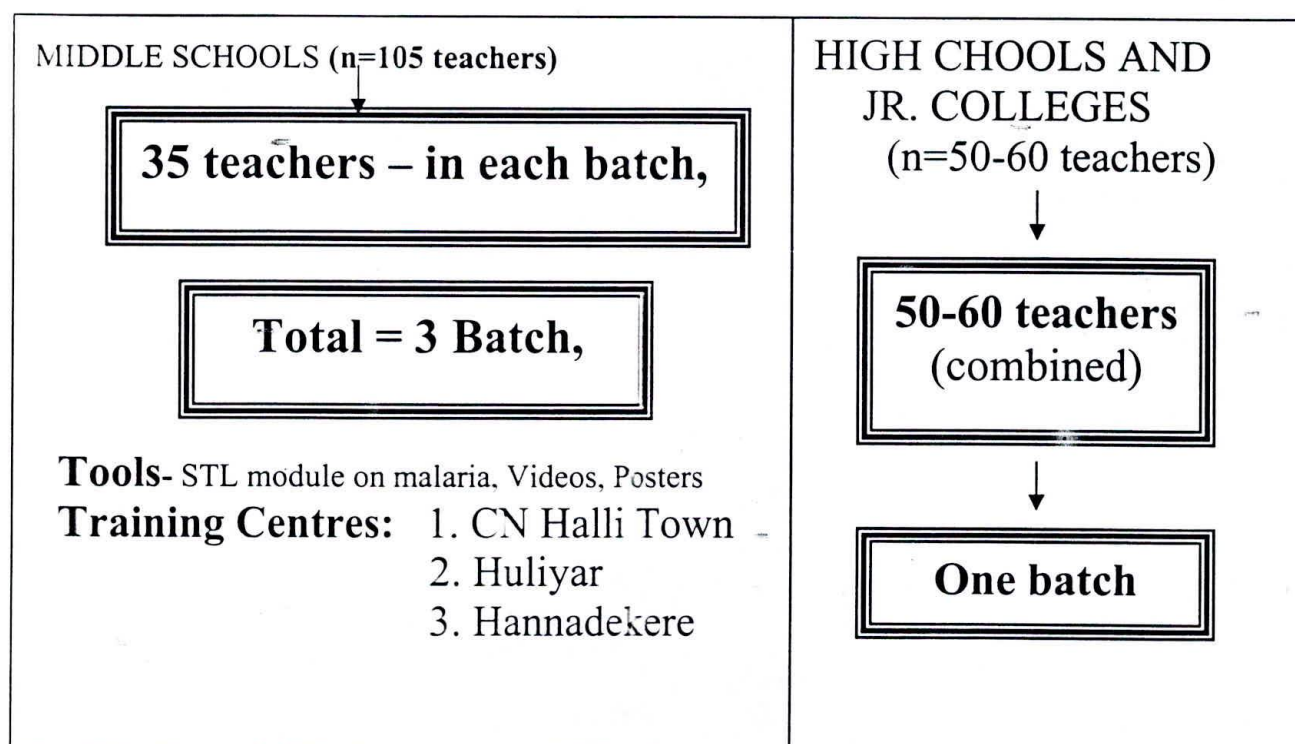 MIDDLE SCHOOLS (n=105 teachers)
35 teachers – in each batch,
Total = 3 Batch,
Tools- STL module on malaria, Videos, Posters
Training Centres: 1. CN Halli Town
2. Huliyar
3. Hannadekere
HIGH CHOOLS AND
JR. COLLEGES
(n=50-60 teachers)
50-60 teachers
(combined)
One batch